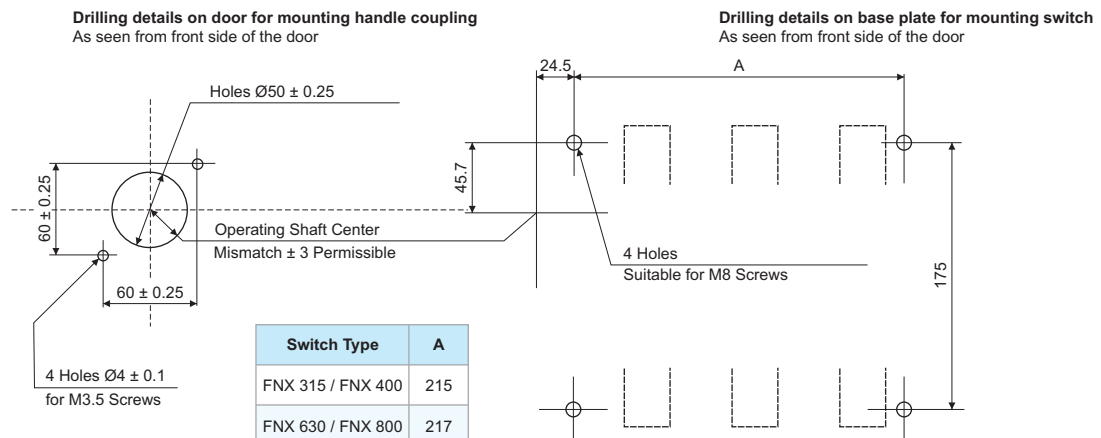 Drilling details on door for mounting handle coupling
As seen from front side of the door
Holes Ø50 ± 0.25
60 ± 0.25
Operating Shaft Center
Mismatch ± 3 Permissible
60 ± 0.25
4 Holes Ø4 ± 0.1
for M3.5 Screws
Switch Type A
FNX 315 / FNX 400 215
FNX 630 / FNX 800 217
Drilling details on base plate for mounting switch
As seen from front side of the door
24.5
A
45.7
4 Holes
Suitable for M8 Screws
175